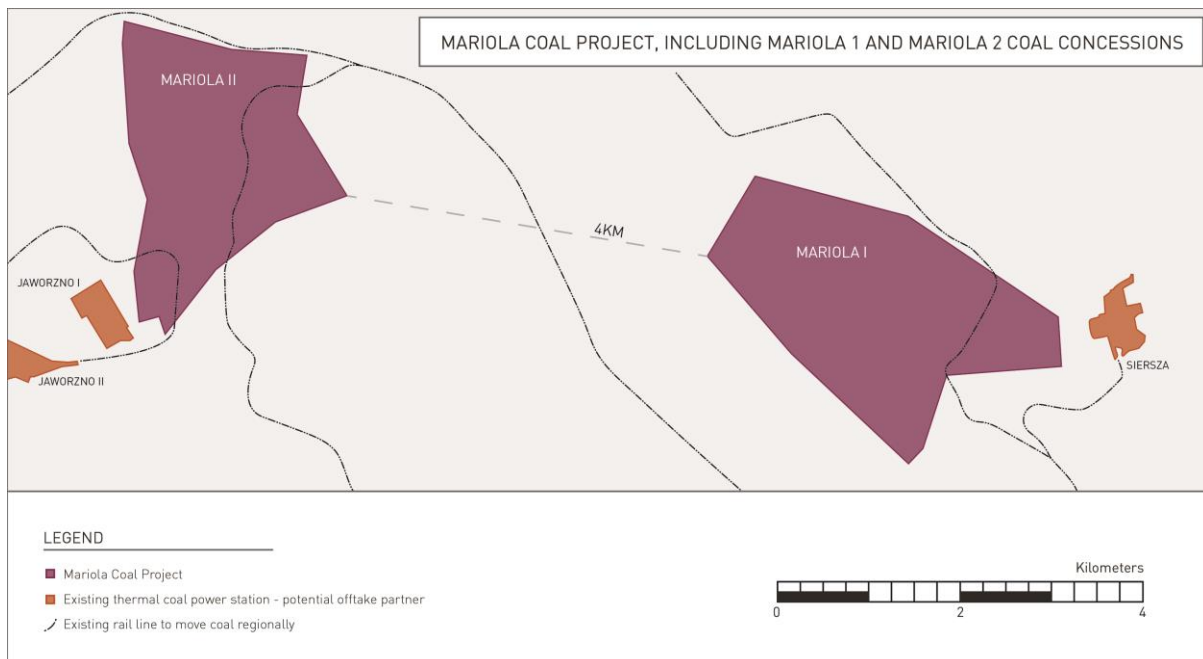 MARIOLA COAL PROJECT, INCLUDING MARIOLA 1 AND MARIOLA 2 COAL CONCESSIONS
MARIOLA II
4KM
MARIOLA I
JAWORZNO I
JAWORZNO II
SIERSZA
LEGEND
Mariola Coal Project
Existing thermal coal power station - potential offtake partner
Existing rail line to move coal regionally
Kilometers
0 2 4